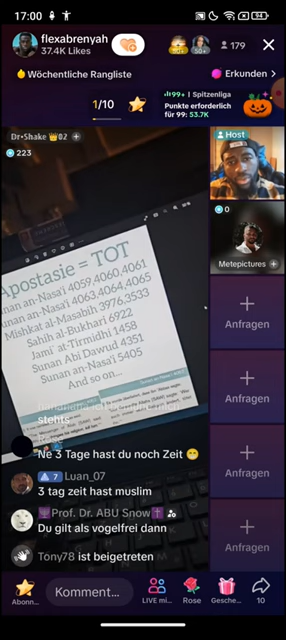 17:00
94
flexabrenyah
37.4K Likes
50+
179
Wöchentliche Rangliste
Erkunden >
1/10
99+ | Spitzenliga
Punkte erforderlich
für 99: 53.7K
Dr•Shake 👑02 +
223
Host
0
Metepictures +
Apostasie = TOT
Sunan an-Nasa'i 4059,4060,4061
Sunan an-Nasa'i 4063,4064,4065
Mishkat al-Masabih 3976,3533
Sahih al-Bukhari 6922
Jami' at-Tirmidhi 1458
Sunan Abi Dawud 4351
Sunan an-Nasa'i 5405
And so on...
stehts
Ne 3 Tage hast du noch Zeit 😁
7 Luan_07
3 tag zeit hast muslim
Prof. Dr. ABU Snow✝️
Du gilt als vogelfrei dann
Tony78 ist beigetreten
Anfragen
Anfragen
Anfragen
Anfragen
Abonn...
Komment...
LIVE mi...
Rose
Gesche...
10